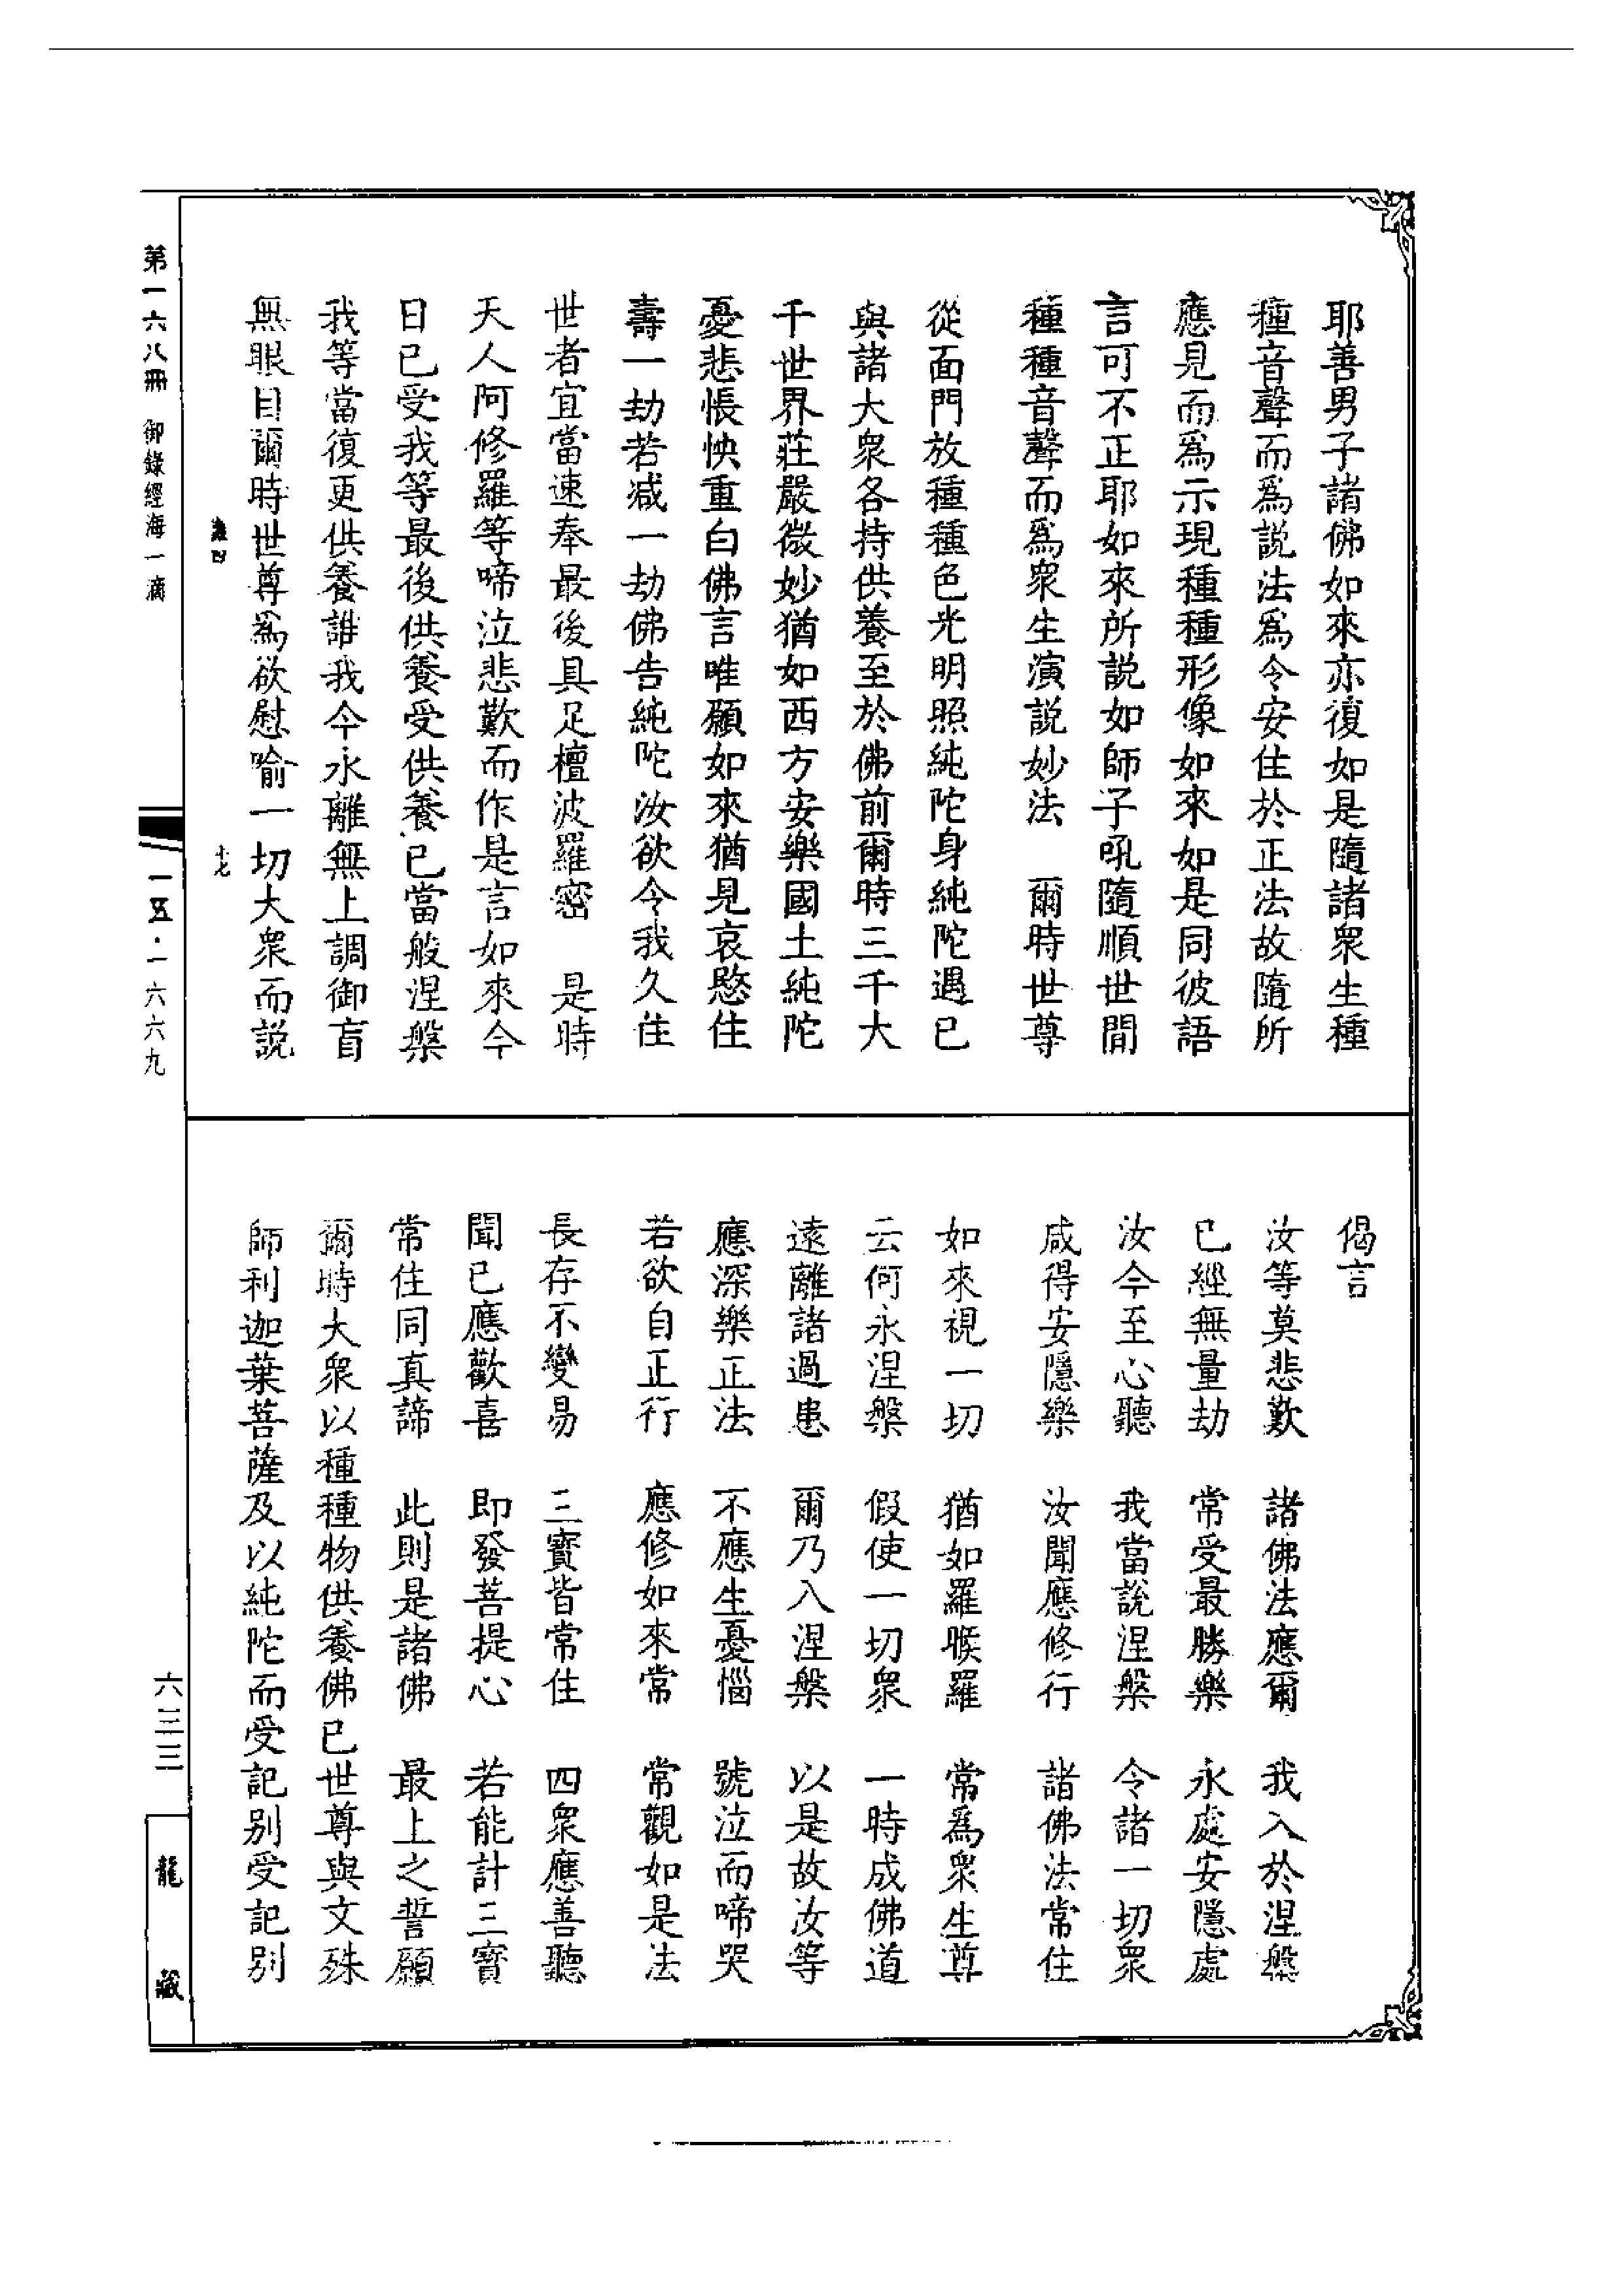 耶善男子諸佛如來亦復如是隨諸衆生種
種音聲而爲説法爲令安住於正法故隨所
應見而爲示現種種形像如來如是同彼語
言可不正耶如來所説如師子吼隨順世間
種種音聲而爲衆生演説妙法　爾時世尊
從面門放種種色光明照純陀身純陀遇已
與諸大衆各持供養至於佛前爾時三千大
千世界莊嚴微妙猶如西方安樂國土純陀
憂悲悵怏重白佛言唯願如來猶見哀愍住
壽一劫若減一劫佛告純陀汝欲令我久住
世者宜當速奉最後具足檀波羅密　是時
天人阿修羅等啼泣悲歎而作是言如來今
日已受我等最後供養受供養已當般涅槃
我等當復更供養誰我今永離無上調御盲
無眼目爾時世尊爲欲慰喻一切大衆而説
偈言
汝等莫悲歎　諸佛法應爾　我入於涅槃
已經無量劫　常受最勝樂　永處安隱處
汝今至心聽　我當説涅槃　令諸一切衆
咸得安隱樂　汝聞應修行　諸佛法常住
如來視一切　猶如羅睺羅　常爲衆生尊
云何永涅槃　假使一切衆　一時成佛道
遠離諸過患　爾乃入涅槃　以是故汝等
應深樂正法　不應生憂惱　號泣而啼哭
若欲自正行　應修如來常　常觀如是法
長存不變易　三寶皆常住　四衆應善聽
聞已應歡喜　即發菩提心　若能計三寶
常住同真諦　此則是諸佛　最上之誓願
爾時大衆以種種物供養佛已世尊與文殊
師利迦葉菩薩及以純陀而受記别受記别
第一六八冊　御錄經海一滴
十七
一五·一六六九
六三三
龍藏